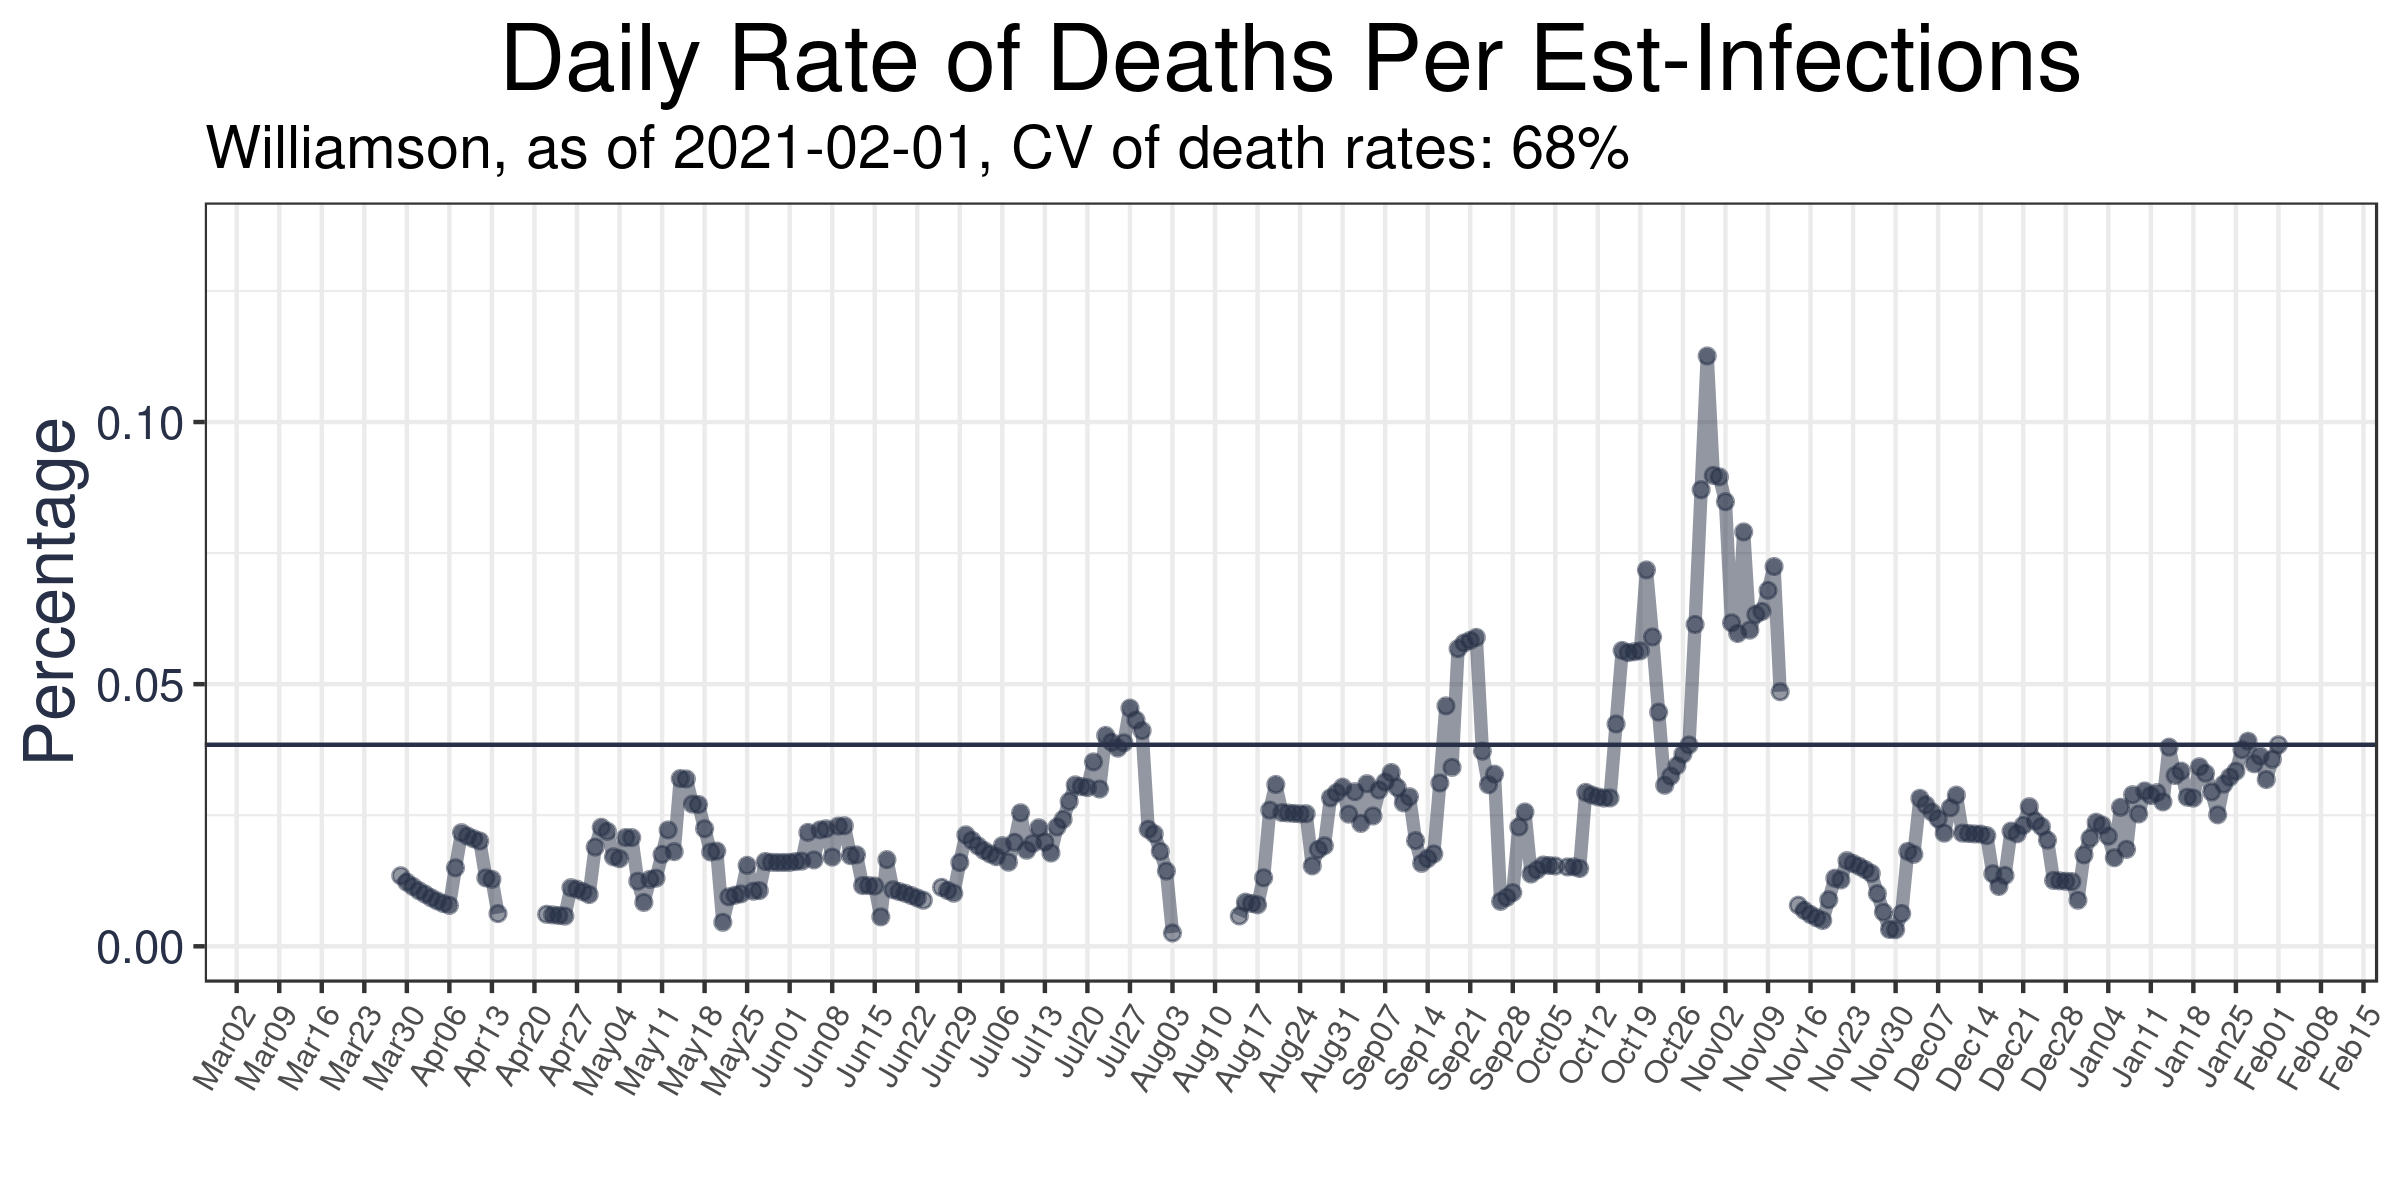 Daily Rate of Deaths Per Est-Infections
Williamson, as of 2021-02-01, CV of death rates: 68%
Percentage
0.10
0.05
0.00
Mar02
Mar09
Mar16
Mar23
Mar30
Apr06
Apr13
Apr20
Apr27
May04
May11
May18
May25
Jun01
Jun08
Jun15
Jun22
Jun29
Jul06
Jul13
Jul20
Jul27
Aug03
Aug10
Aug17
Aug24
Aug31
Sep07
Sep14
Sep21
Sep28
Oct05
Oct12
Oct19
Oct26
Nov02
Nov09
Nov16
Nov23
Nov30
Dec07
Dec14
Dec21
Dec28
Jan04
Jan11
Jan18
Jan25
Feb01
Feb08
Feb15